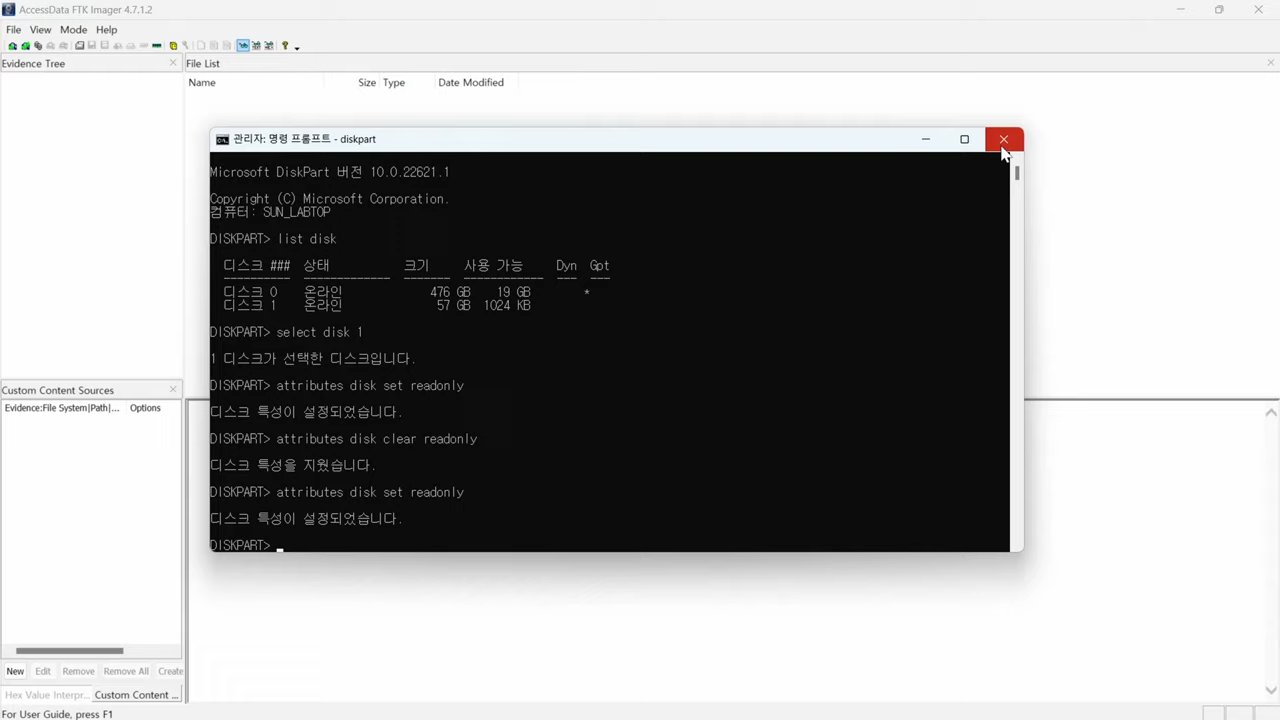 AccessData FTK Imager 4.7.1.2
File View Mode Help
Evidence Tree
File List
Name Size Type Date Modified
관리자: 명령 프롬프트 - diskpart
Microsoft DiskPart 버전 10.0.22621.1
Copyright (C) Microsoft Corporation.
컴퓨터: SUN_LABTOP
DISKPART> list disk
디스크 ### 상태 크기 사용 가능 Dyn Gpt
---------- ------------- ------- ------------ --- ---
디스크 0 온라인 476 GB 19 GB *
디스크 1 온라인 57 GB 1024 KB
DISKPART> select disk 1
1 디스크가 선택한 디스크입니다.
DISKPART> attributes disk set readonly
디스크 특성이 설정되었습니다.
DISKPART> attributes disk clear readonly
디스크 특성을 지웠습니다.
DISKPART> attributes disk set readonly
디스크 특성이 설정되었습니다.
DISKPART>
Custom Content Sources
Evidence:File System|Path|... Options
New Edit Remove Remove All Create
Hex Value Interpr... Custom Content ...
For User Guide, press F1